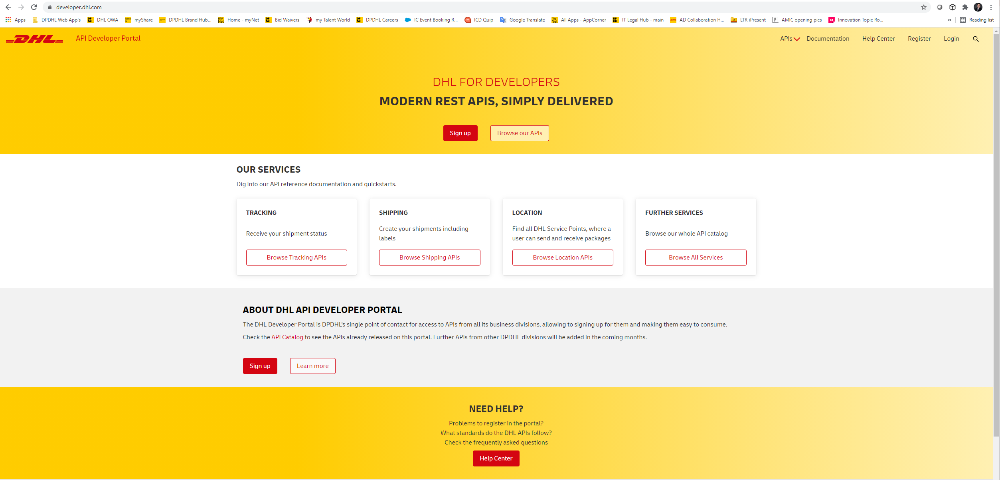 developer.dhl.com
Apps
DPDHL Web App's
DHL OWA
myShare
DPDHL Brand Hub...
Home - myNet
Bid Waivers
my Talent World
DPDHL Careers
IC Event Booking R...
ICD Quip
Google Translate
All Apps - AppCorner
IT Legal Hub - main
AD Collaboration H...
LTR iPresent
AMIC opening pics
Innovation Topic Ro...
»
Reading list
DHL
API Developer Portal
APIs
Documentation
Help Center
Register
Login
DHL FOR DEVELOPERS
MODERN REST APIS, SIMPLY DELIVERED
Sign up
Browse our APIs
OUR SERVICES
Dig into our API reference documentation and quickstarts.
TRACKING
Receive your shipment status
Browse Tracking APIs
SHIPPING
Create your shipments including
labels
Browse Shipping APIs
LOCATION
Find all DHL Service Points, where a
user can send and receive packages
Browse Location APIs
FURTHER SERVICES
Browse our whole API catalog
Browse All Services
ABOUT DHL API DEVELOPER PORTAL
The DHL Developer Portal is DPDHL's single point of contact for access to APIs from all its business divisions, allowing to signing up for them and making them easy to consume.
Check the API Catalog to see the APIs already released on this portal. Further APIs from other DPDHL divisions will be added in the coming months.
Sign up
Learn more
NEED HELP?
Problems to register in the portal?
What standards do the DHL APIs follow?
Check the frequently asked questions
Help Center